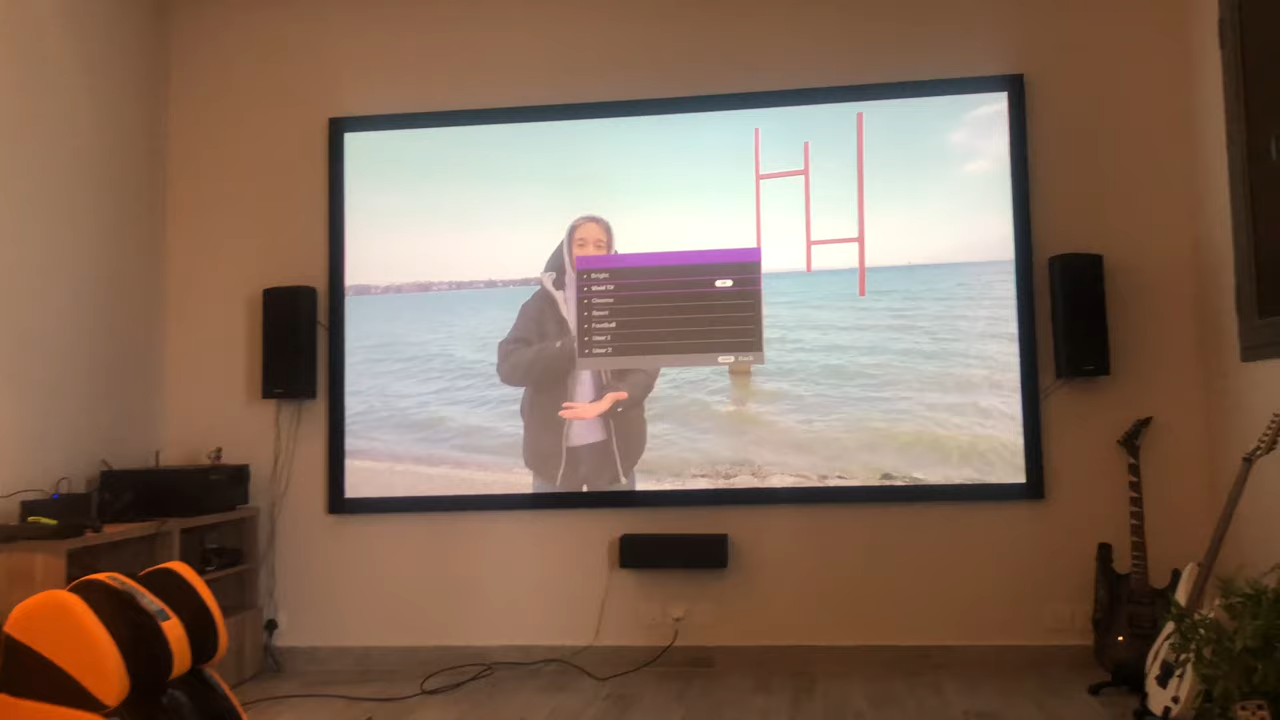 Bright
Vivid TV
Cinema
Sport
Football
User 1
User 2
Back